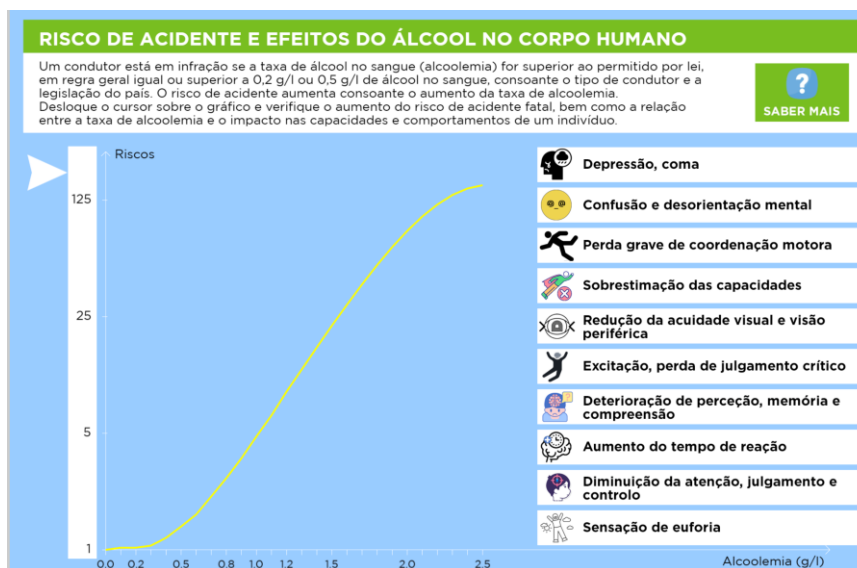 RISCO DE ACIDENTE E EFEITOS DO ÁLCOOL NO CORPO HUMANO
Um condutor está em infração se a taxa de álcool no sangue (alcoolemia) for superior ao permitido por lei,
em regra geral igual ou superior a 0,2 g/l ou 0,5 g/l de álcool no sangue, consoante o tipo de condutor e a
legislação do país. O risco de acidente aumenta consoante o aumento da taxa de alcoolemia.
Desloque o cursor sobre o gráfico e verifique o aumento do risco de acidente fatal, bem como a relação
entre a taxa de alcoolemia e o impacto nas capacidades e comportamentos de um indivíduo.
?
SABER MAIS
Riscos
125
25
5
1
0,0 0,2 0.5 0.8 1.0 1.2 2.0 2.5
Alcoolemia (g/l)
Depressão, coma
Confusão e desorientação mental
Perda grave de coordenação motora
Sobrestimação das capacidades
Redução da acuidade visual e visão
periférica
Excitação, perda de julgamento crítico
Deterioração de perceção, memória e
compreensão
Aumento do tempo de reação
Diminuição da atenção, julgamento e
controlo
Sensação de euforia